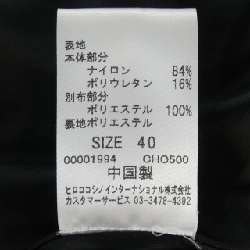 表地
本体部分
ナイロン 84%
ポリウレタン 16%
別布部分
ポリエステル 100%
裏地ポリエステル
SIZE 40
00001994 OHO500
中国製
ヒロココシノインターナショナル株式会社
カスタマーサービス 03-3478-4392